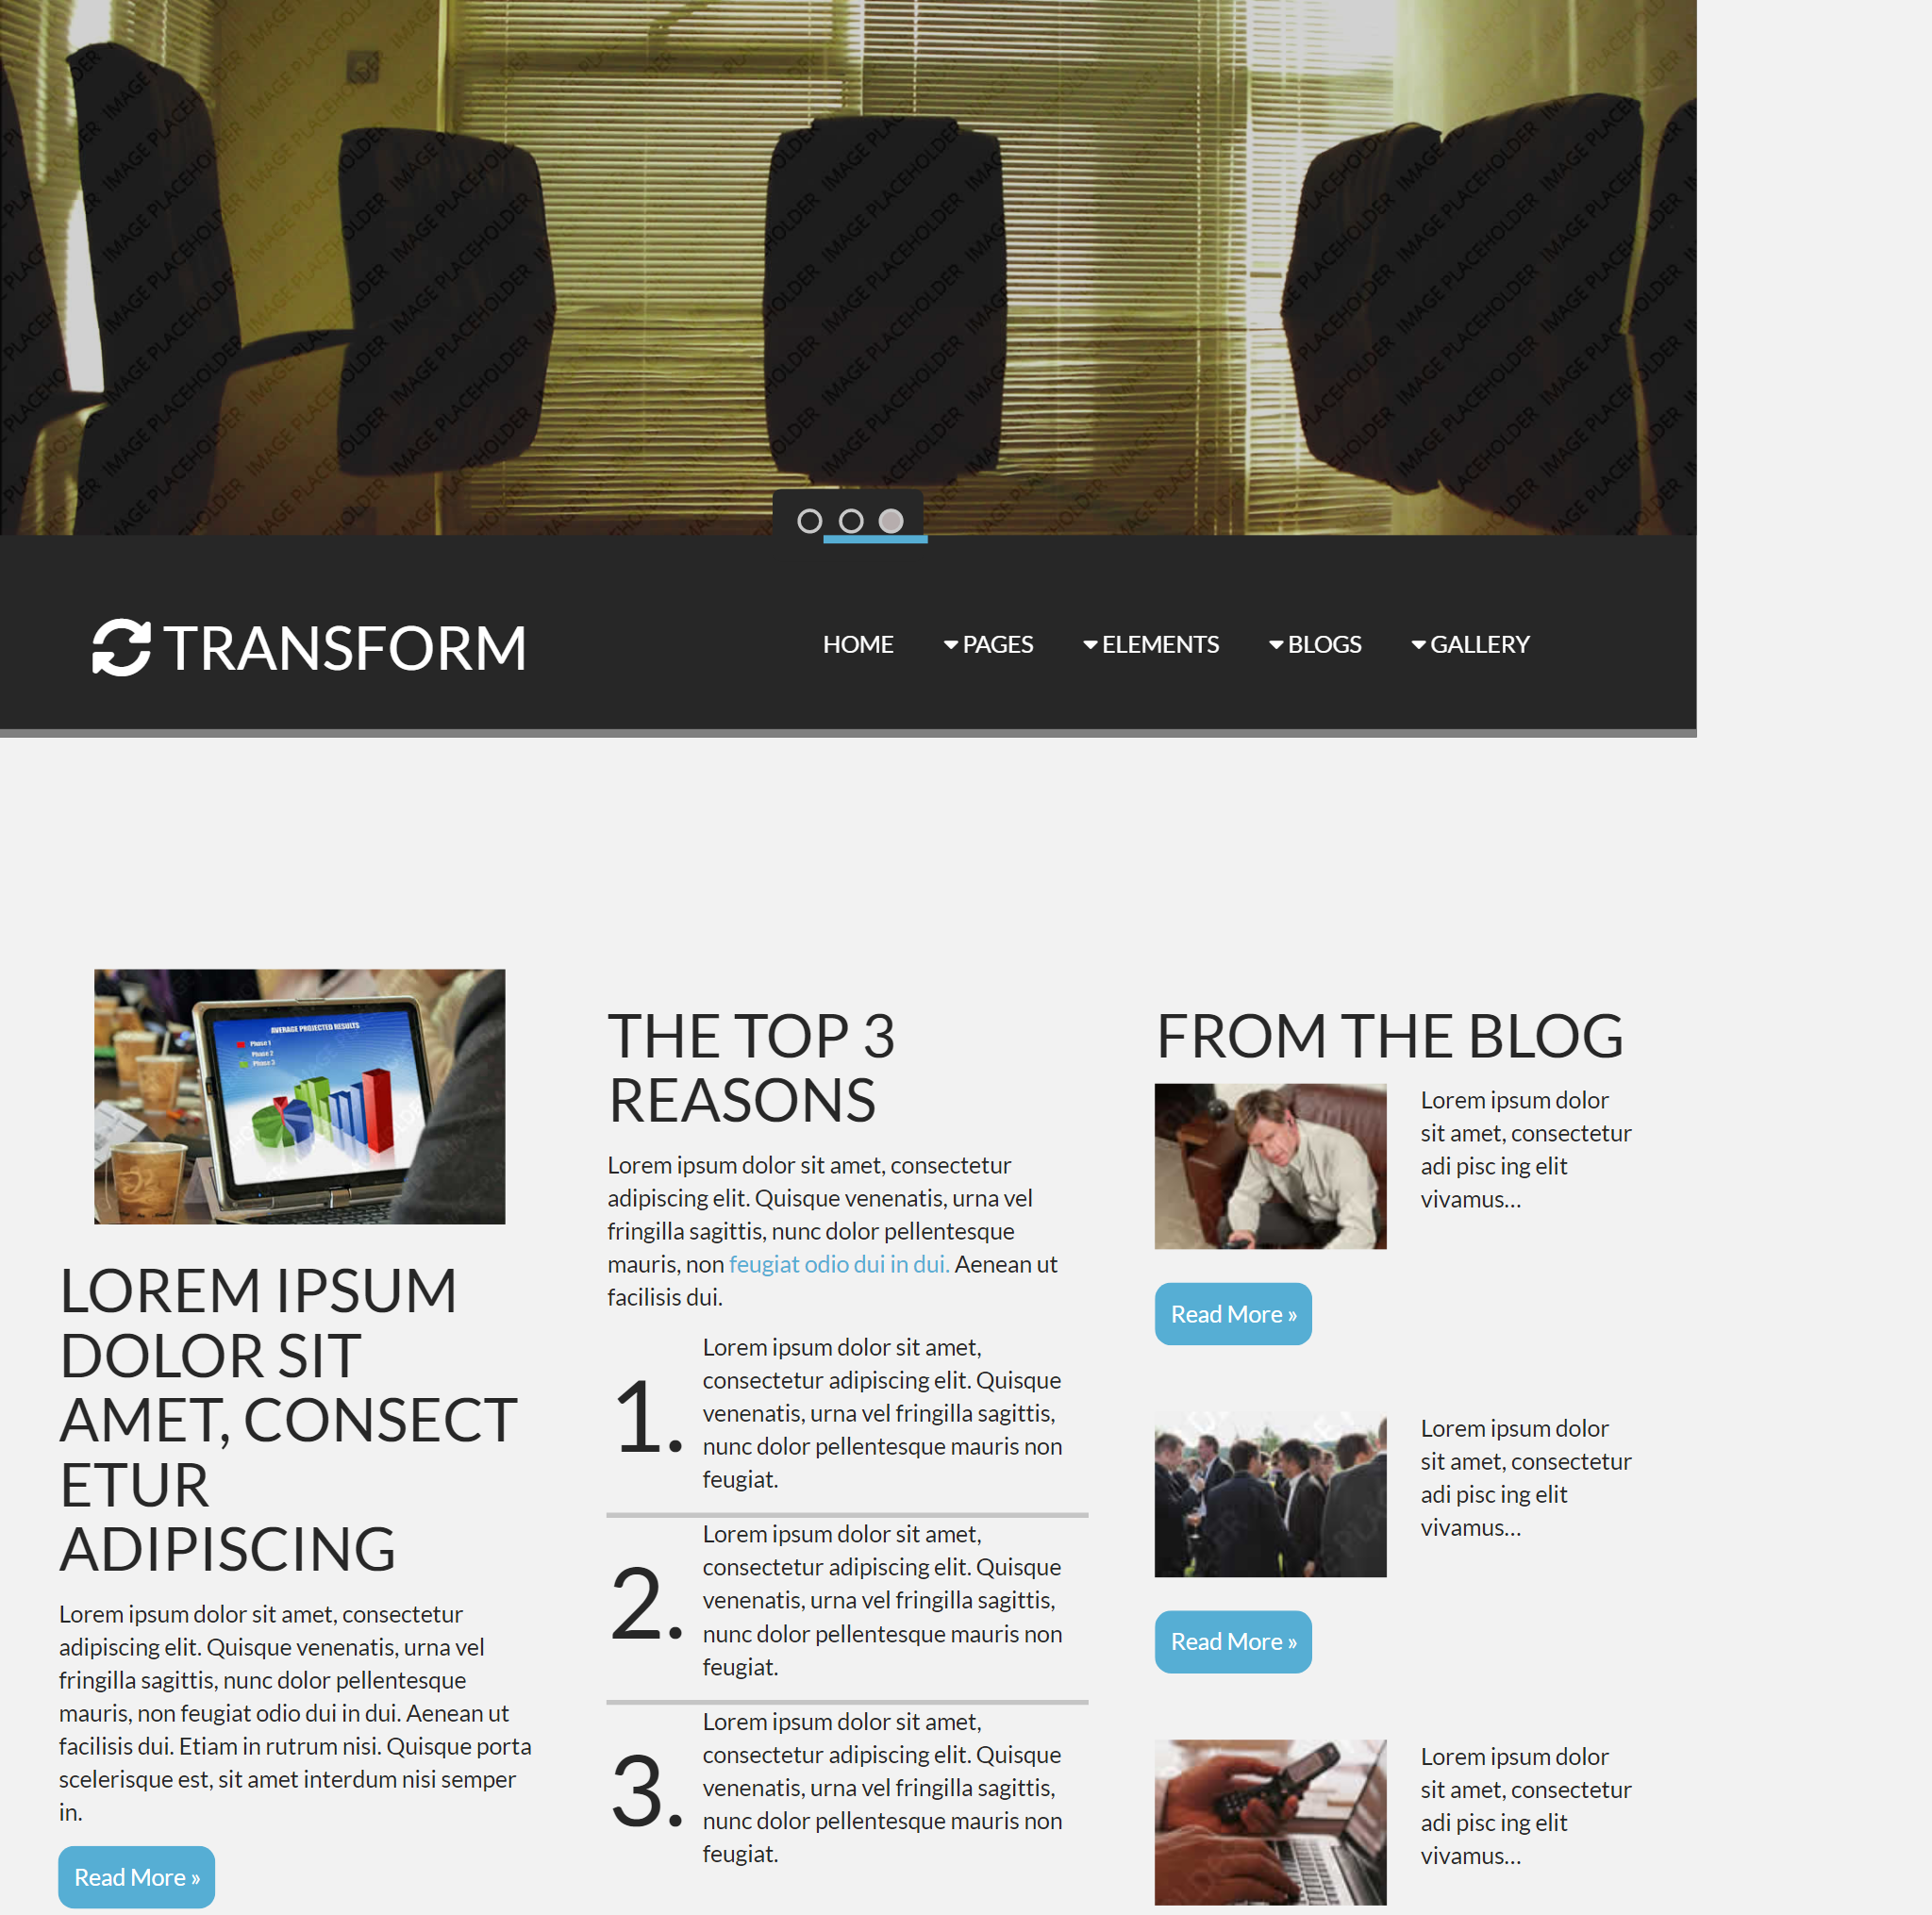 IMAGE PLACEHOLDER
TRANSFORM
HOME
PAGES
ELEMENTS
BLOGS
GALLERY
AVERAGE PROJECTED RESULTS
Phase 1
Phase 2
Phase 3
LOREM IPSUM
DOLOR SIT
AMET, CONSECT
ETUR
ADIPISCING
Lorem ipsum dolor sit amet, consectetur
adipiscing elit. Quisque venenatis, urna vel
fringilla sagittis, nunc dolor pellentesque
mauris, non feugiat odio dui in dui. Aenean ut
facilisis dui. Etiam in rutrum nisi. Quisque porta
scelerisque est, sit amet interdum nisi semper
in.
Read More »
THE TOP 3
REASONS
Lorem ipsum dolor sit amet, consectetur
adipiscing elit. Quisque venenatis, urna vel
fringilla sagittis, nunc dolor pellentesque
mauris, non feugiat odio dui in dui. Aenean ut
facilisis dui.
1.
Lorem ipsum dolor sit amet,
consectetur adipiscing elit. Quisque
venenatis, urna vel fringilla sagittis,
nunc dolor pellentesque mauris non
feugiat.
2.
Lorem ipsum dolor sit amet,
consectetur adipiscing elit. Quisque
venenatis, urna vel fringilla sagittis,
nunc dolor pellentesque mauris non
feugiat.
3.
Lorem ipsum dolor sit amet,
consectetur adipiscing elit. Quisque
venenatis, urna vel fringilla sagittis,
nunc dolor pellentesque mauris non
feugiat.
FROM THE BLOG
Lorem ipsum dolor
sit amet, consectetur
adi pisc ing elit
vivamus...
Read More »
Lorem ipsum dolor
sit amet, consectetur
adi pisc ing elit
vivamus...
Read More »
Lorem ipsum dolor
sit amet, consectetur
adi pisc ing elit
vivamus...